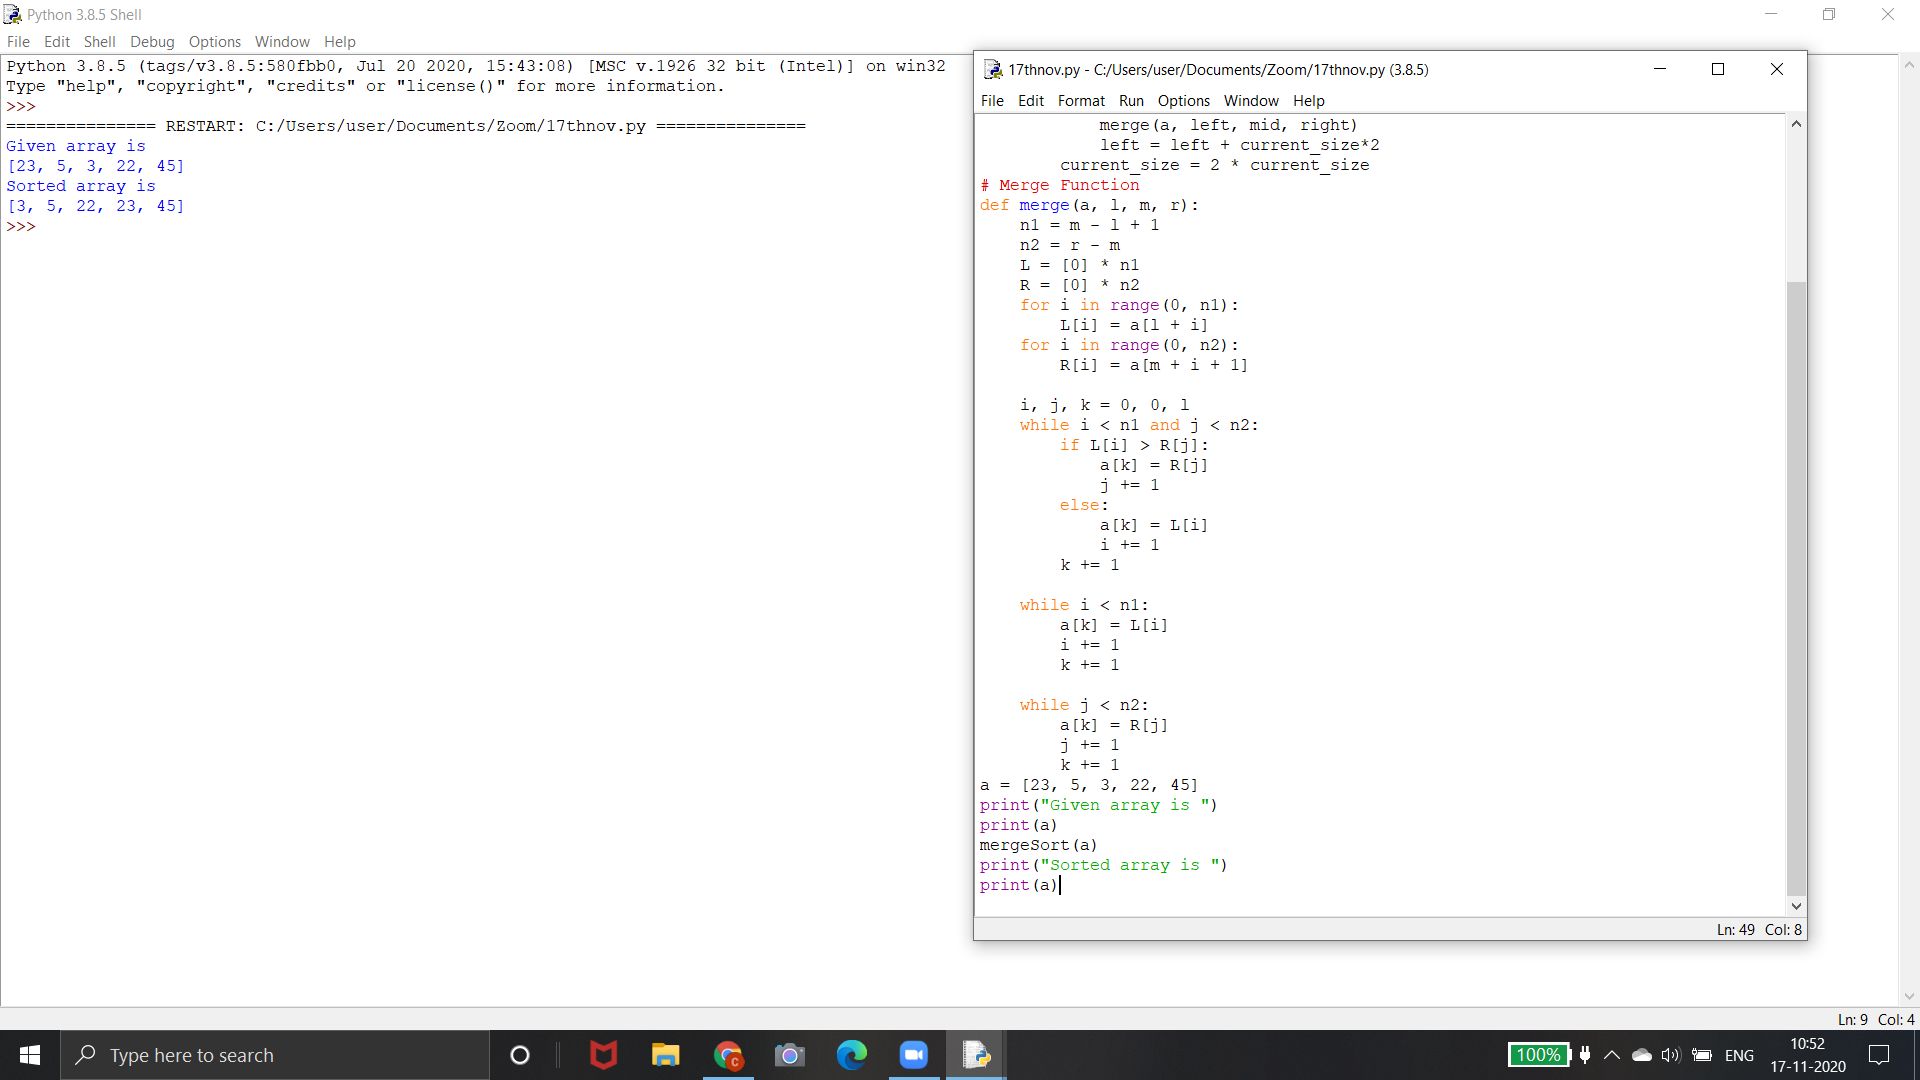 Python 3.8.5 Shell
File Edit Shell Debug Options Window Help
Python 3.8.5 (tags/v3.8.5:580fbb0, Jul 20 2020, 15:43:08) [MSC v.1926 32 bit (Intel)] on win32
Type "help", "copyright", "credits" or "license()" for more information.
>>>
=============== RESTART: C:/Users/user/Documents/Zoom/17thnov.py ===============
Given array is
[23, 5, 3, 22, 45]
Sorted array is
[3, 5, 22, 23, 45]
>>>
17thnov.py - C:/Users/user/Documents/Zoom/17thnov.py (3.8.5)
File Edit Format Run Options Window Help
            merge(a, left, mid, right)
            left = left + current_size*2
        current_size = 2 * current_size
# Merge Function
def merge(a, l, m, r):
    n1 = m - l + 1
    n2 = r - m
    L = [0] * n1
    R = [0] * n2
    for i in range(0, n1):
        L[i] = a[l + i]
    for i in range(0, n2):
        R[i] = a[m + i + 1]
    i, j, k = 0, 0, l
    while i < n1 and j < n2:
        if L[i] > R[j]:
            a[k] = R[j]
            j += 1
        else:
            a[k] = L[i]
            i += 1
        k += 1
    while i < n1:
        a[k] = L[i]
        i += 1
        k += 1
    while j < n2:
        a[k] = R[j]
        j += 1
        k += 1
a = [23, 5, 3, 22, 45]
print("Given array is ")
print(a)
mergeSort(a)
print("Sorted array is ")
print(a)
Ln: 49 Col: 8
Ln: 9 Col: 4
Type here to search
C
100%
ENG
10:52
17-11-2020